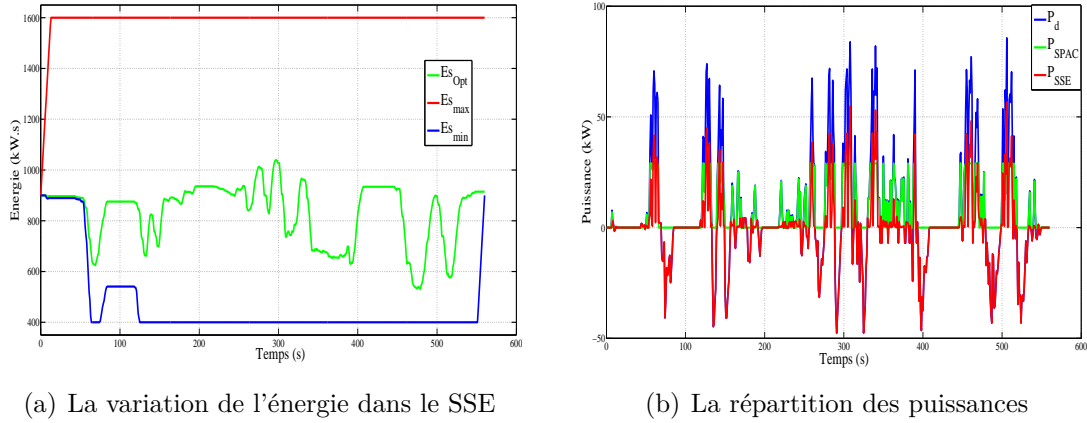 1600
1400
1200
1000
800
600
400
Energie (kW.s)
Es_Opt
Es_max
Es_min
0
100
200
300
400
500
600
Temps (s)
(a) La variation de l'énergie dans le SSE
100
50
0
−50
Puissance (kW)
P_d
P_SPAC
P_SSE
0
100
200
300
400
500
600
Temps (s)
(b) La répartition des puissances